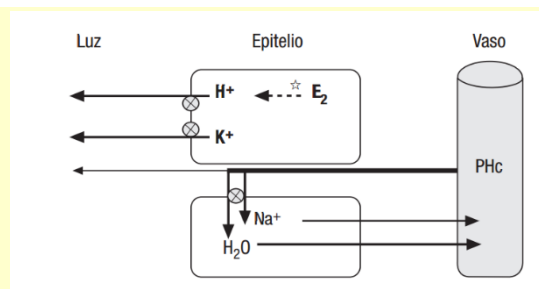 Luz Epitelio Vaso
H+ ☆ E₂
K+
PHc
Na+
H₂O